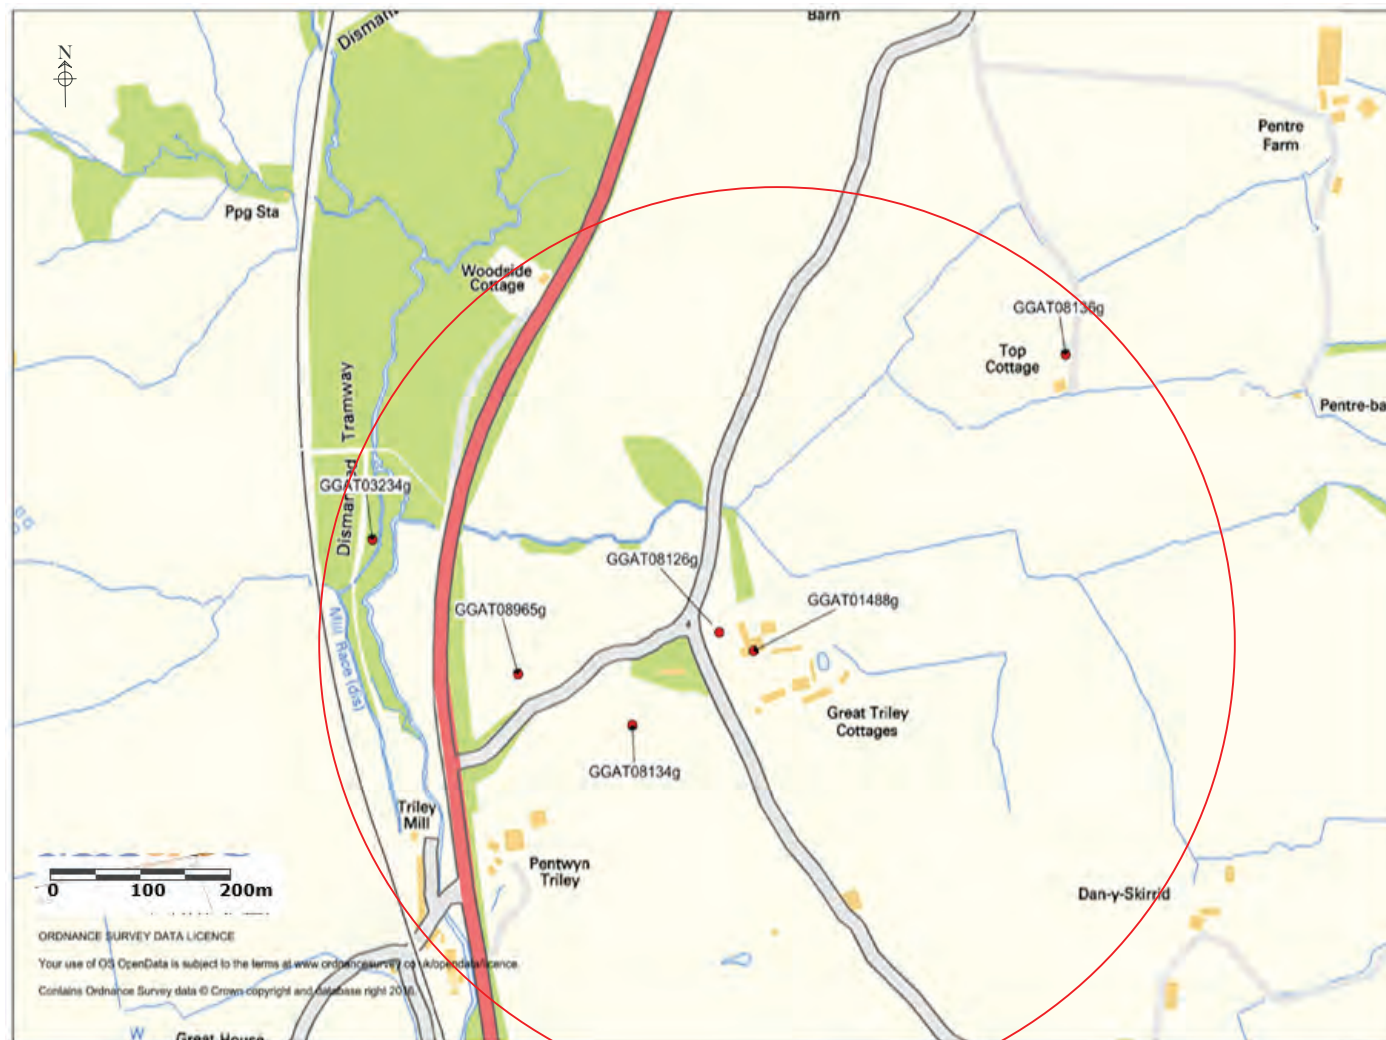 Barn
Dismant
N
Pentre
Farm
Ppg Sta
Woodside
Cottage
GGAT08136g
Top
Cottage
Dismantled Tramway
Pentre-ba
GGAT03234g
GGAT08126g
GGAT01488g
GGAT08965g
Mill Race (dis)
Great Triley
Cottages
GGAT08134g
Triley
Mill
Pentwyn
Triley
Dan-y-Skirrid
0 100 200m
ORDNANCE SURVEY DATA LICENCE
Your use of OS OpenData is subject to the terms at www.ordnancesurvey.co.uk/opendata/licence.
Contains Ordnance Survey data © Crown copyright and database right
W
Great House